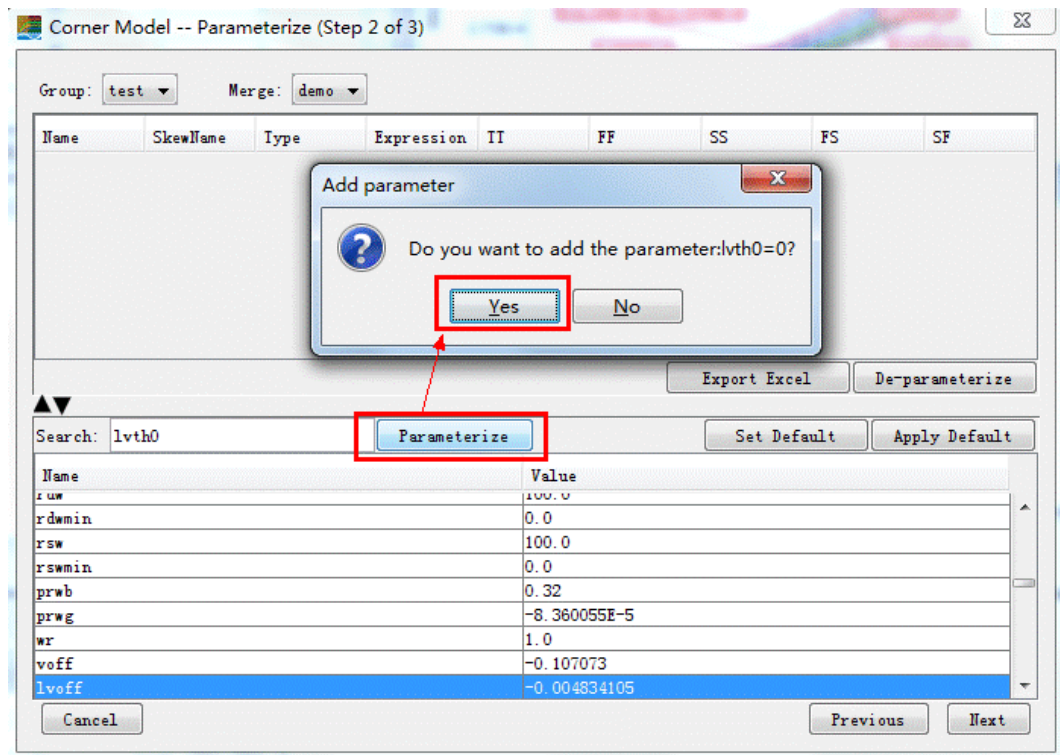 Corner Model -- Parameterize (Step 2 of 3)
Group: test Merge: demo
Name SkewName Type Expression TT FF SS FS SF
Add parameter
Do you want to add the parameter:lvth0=0?
Yes No
Export Excel De-parameterize
Search: lvth0 Parameterize Set Default Apply Default
Name Value
rdw 100.0
rdwmin 0.0
rsw 100.0
rswmin 0.0
prwb 0.32
prwg -8.360055E-5
wr 1.0
voff -0.107073
lvoff -0.004834105
Cancel Previous Next